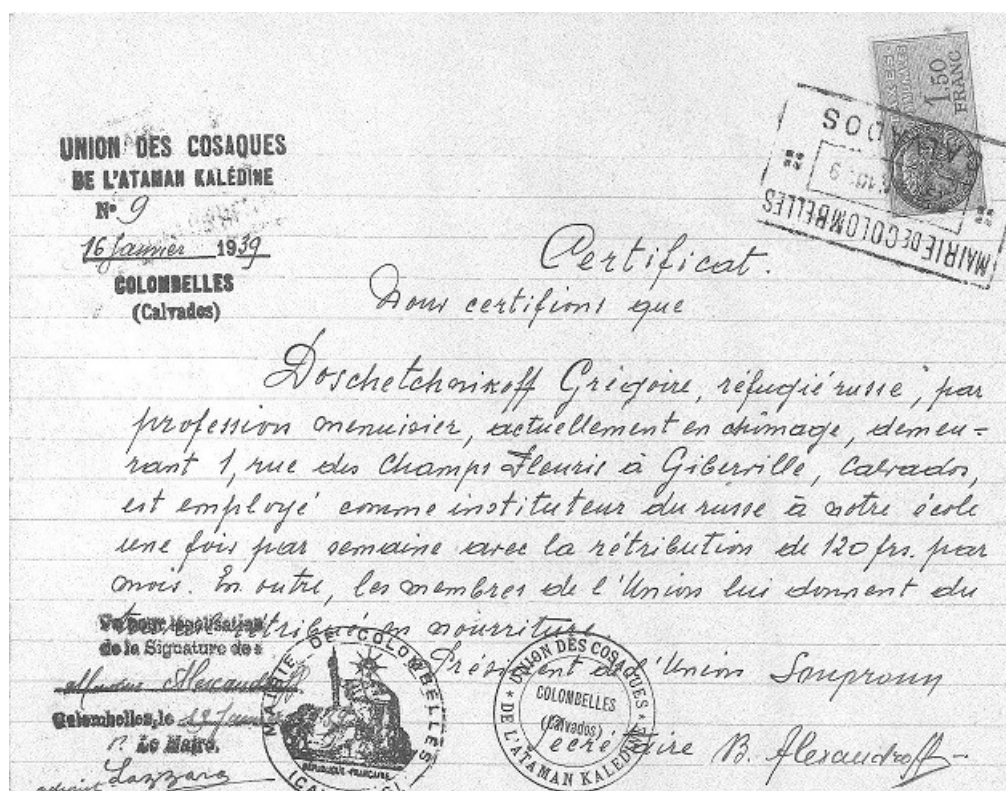 UNION DES COSAQUES
DE L'ATAMAN KALÉDINE
N° 9
16 Janvier 1939
COLOMBELLES
(Calvados)
1.50
FRANC
MAIRIE DE COLOMBELLES
Certificat.
Nous certifions que
Doschetchnikoff Grégoire, réfugié russe, par
profession menuisier, actuellement en chômage, demeu-
rant 1, rue des Champs Fleuris à Giberville, Calvados,
est employé comme instituteur du russe à notre école
une fois par semaine avec la rétribution de 120 frs. par
mois. En outre, les membres de l'Union lui donnent du
rétribué en nourriture.
Vu pour légalisation
de la Signature de
Alexandroff
Colombelles, le
Le Maire,
adjoint
MAIRIE DE COLOMBELLES
RÉPUBLIQUE FRANÇAISE
UNION DES COSAQUES
DE L'ATAMAN KALEDINE
COLOMBELLES
(Calvados)
Président de l'Union Souproun
Secrétaire B. Alexandroff